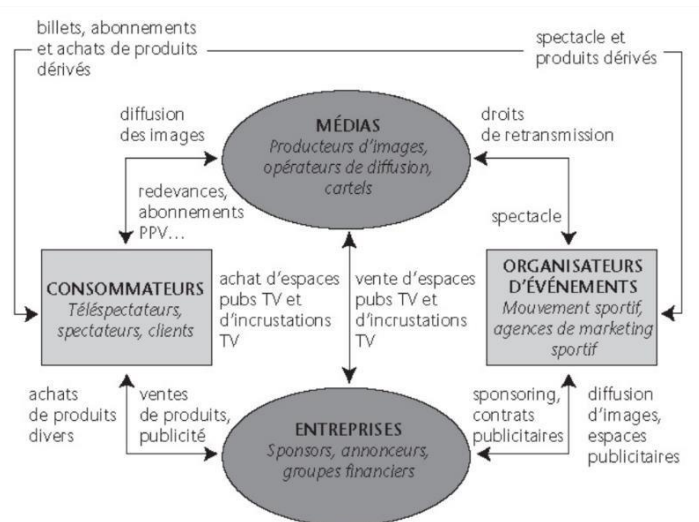 billets, abonnements
et achats de produits
dérivés
spectacle et
produits dérivés
diffusion
des images
MÉDIAS
Producteurs d'images,
opérateurs de diffusion,
cartels
droits
de retransmission
redevances,
abonnements
PPV...
spectacle
CONSOMMATEURS
Téléspectateurs,
spectateurs, clients
achat d'espaces
pubs TV et
d'incrustations
TV
vente d'espaces
pubs TV et
d'incrustations
TV
ORGANISATEURS
D'ÉVÉNEMENTS
Mouvement sportif,
agences de marketing
sportif
achats
de produits
divers
ventes
de produits,
publicité
ENTREPRISES
Sponsors, annonceurs,
groupes financiers
sponsoring,
contrats
publicitaires
diffusion
d'images,
espaces
publicitaires